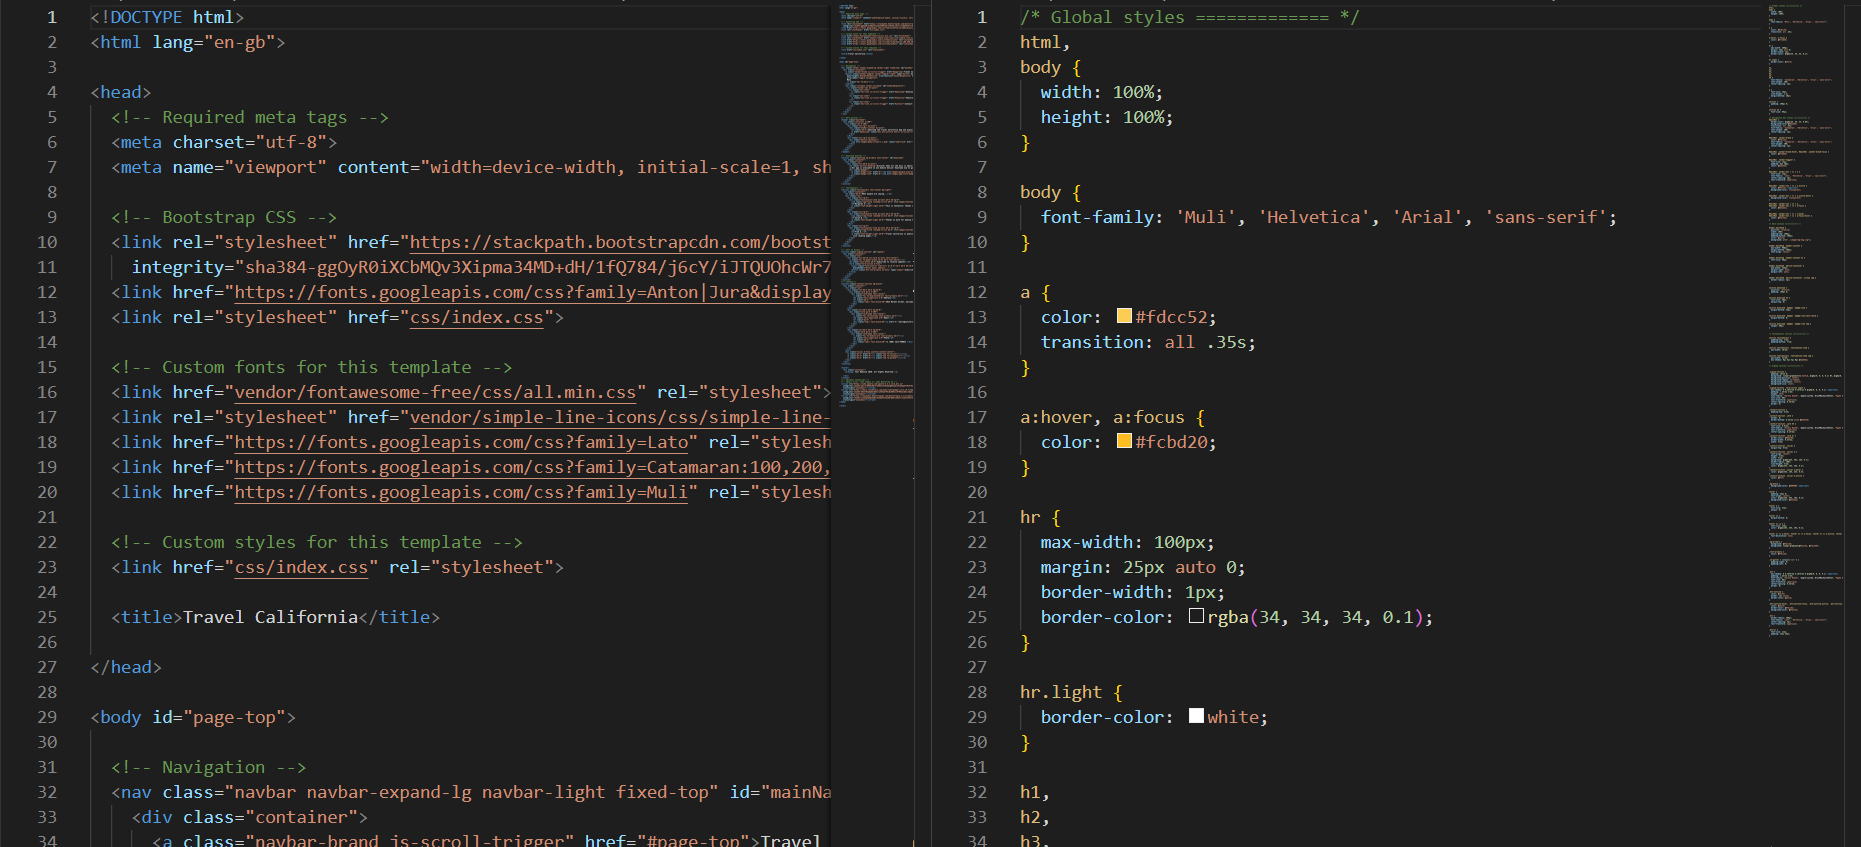 1 <!DOCTYPE html>
2 <html lang="en-gb">
3
4 <head>
5 <!-- Required meta tags -->
6 <meta charset="utf-8">
7 <meta name="viewport" content="width=device-width, initial-scale=1, sh
8
9 <!-- Bootstrap CSS -->
10 <link rel="stylesheet" href="https://stackpath.bootstrapcdn.com/bootst
11 integrity="sha384-ggOyR0iXCbMQv3Xipma34MD+dH/1fQ784/j6cY/iJTQUOhcWr7
12 <link href="https://fonts.googleapis.com/css?family=Anton|Jura&display
13 <link rel="stylesheet" href="css/index.css">
14
15 <!-- Custom fonts for this template -->
16 <link href="vendor/fontawesome-free/css/all.min.css" rel="stylesheet">
17 <link rel="stylesheet" href="vendor/simple-line-icons/css/simple-line-
18 <link href="https://fonts.googleapis.com/css?family=Lato" rel="stylesh
19 <link href="https://fonts.googleapis.com/css?family=Catamaran:100,200,
20 <link href="https://fonts.googleapis.com/css?family=Muli" rel="stylesh
21
22 <!-- Custom styles for this template -->
23 <link href="css/index.css" rel="stylesheet">
24
25 <title>Travel California</title>
26
27 </head>
28
29 <body id="page-top">
30
31 <!-- Navigation -->
32 <nav class="navbar navbar-expand-lg navbar-light fixed-top" id="mainNa
33 <div class="container">
34 <a class="navbar-brand js-scroll-trigger" href="#page-top">Travel
1 /* Global styles ============= */
2 html,
3 body {
4 width: 100%;
5 height: 100%;
6 }
7
8 body {
9 font-family: 'Muli', 'Helvetica', 'Arial', 'sans-serif';
10 }
11
12 a {
13 color: #fdcc52;
14 transition: all .35s;
15 }
16
17 a:hover, a:focus {
18 color: #fcbd20;
19 }
20
21 hr {
22 max-width: 100px;
23 margin: 25px auto 0;
24 border-width: 1px;
25 border-color: rgba(34, 34, 34, 0.1);
26 }
27
28 hr.light {
29 border-color: white;
30 }
31
32 h1,
33 h2,
34 h3,